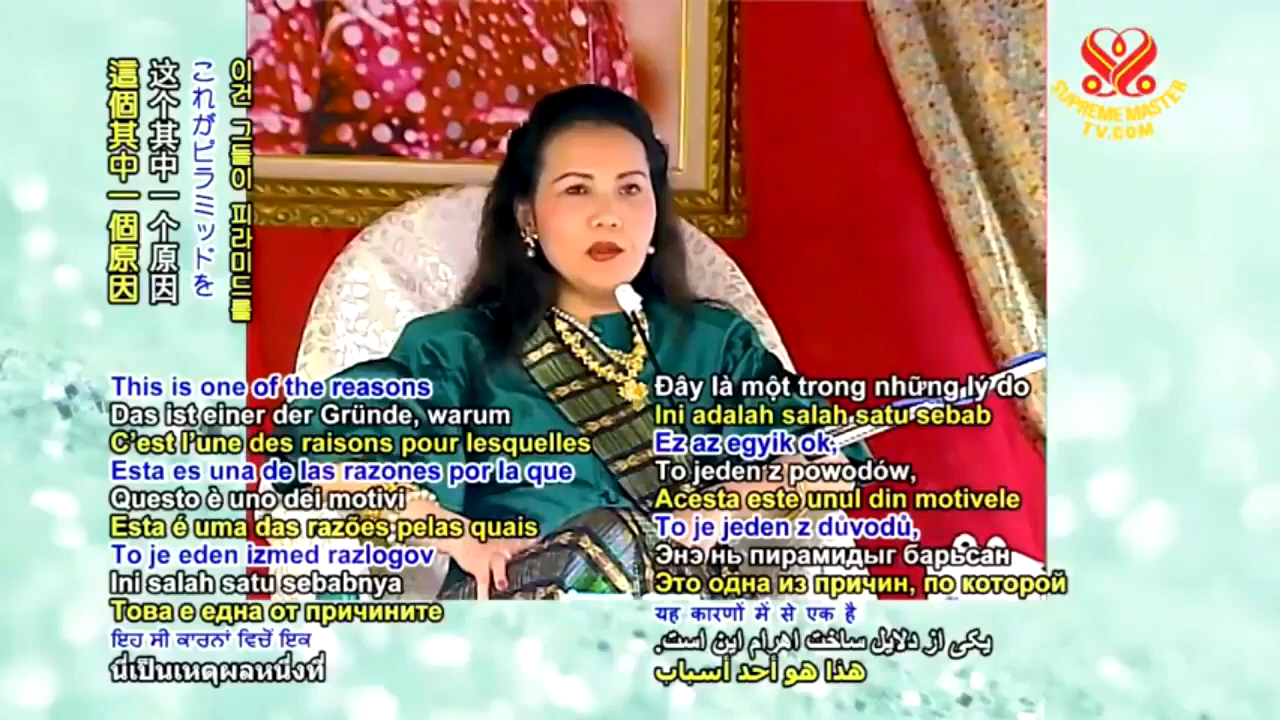 이건 그들이 피라미드를
これがピラミッドを
这个其中一个原因
這個其中一個原因
SUPREME MASTER
TV.COM
This is one of the reasons
Das ist einer der Gründe, warum
C'est l'une des raisons pour lesquelles
Esta es una de las razones por la que
Questo è uno dei motivi
Esta é uma das razões pelas quais
To je eden izmed razlogov
Ini salah satu sebabnya
Това е една от причините
ਇਹ ਸੀ ਕਾਰਨਾਂ ਵਿਚੋਂ ਇਕ
นี่เป็นเหตุผลหนึ่งที่
Đây là một trong những lý do
Ini adalah salah satu sebab
Ez az egyik ok,
To jeden z powodów,
Acesta este unul din motivele
To je jeden z důvodů,
Энэ нь пирамидыг барьсан
Это одна из причин, по которой
यह कारणों में से एक है
یکی از دلایل ساخت اهرام این است.
هذا هو أحد أسباب